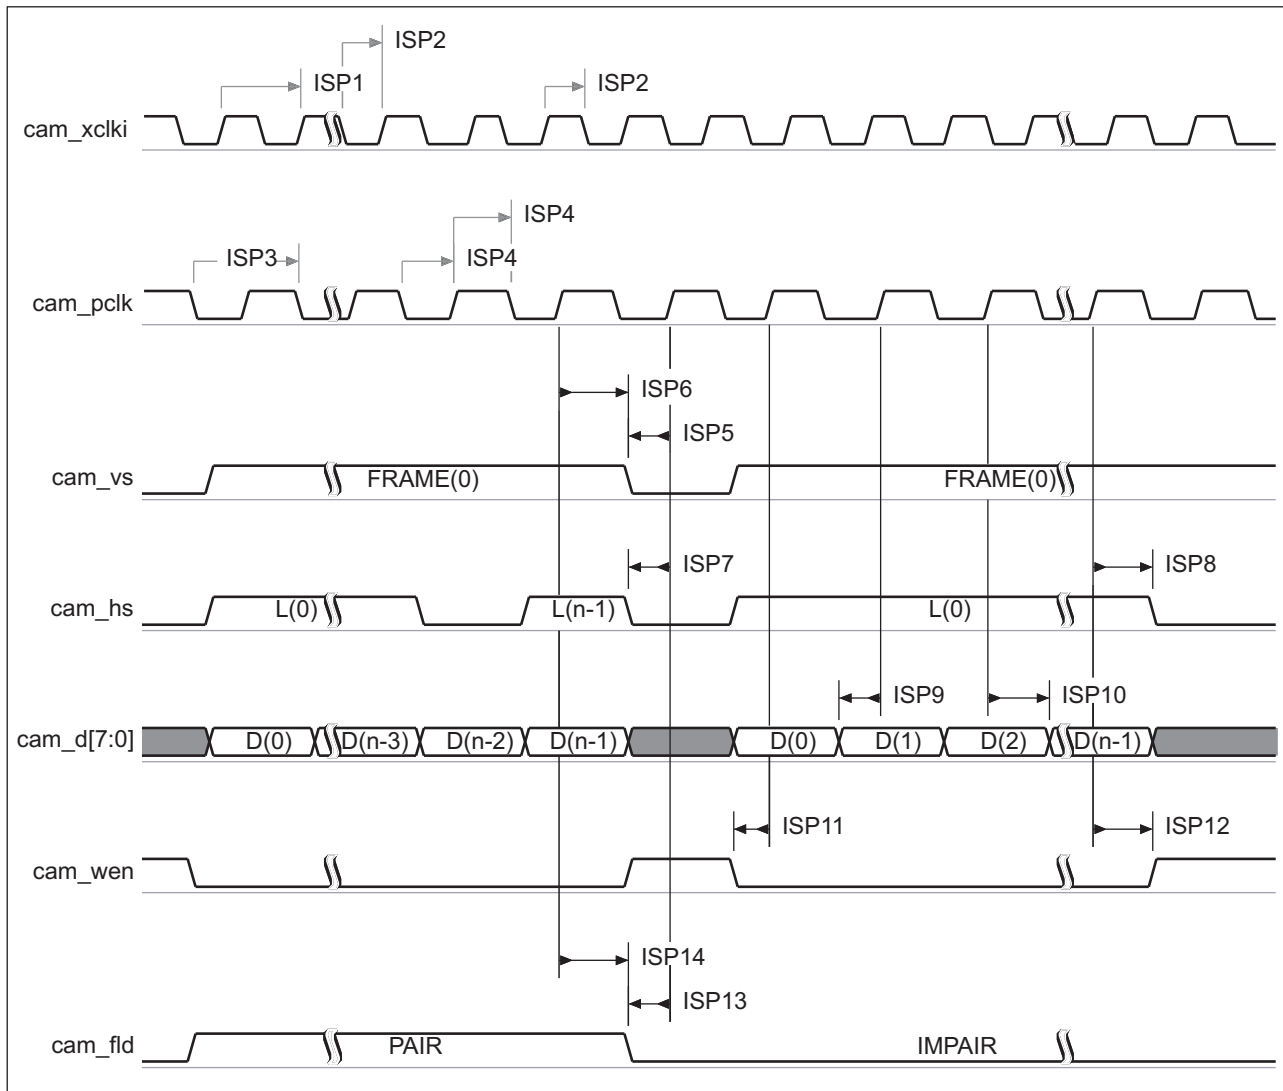 ISP2
ISP1 ISP2
cam_xclki
ISP4
ISP3 ISP4
cam_pclk
ISP6
ISP5
cam_vs FRAME(0) FRAME(0)
ISP7 ISP8
cam_hs L(0) L(n-1) L(0)
ISP9 ISP10
cam_d[7:0] D(0) D(n-3) D(n-2) D(n-1) D(0) D(1) D(2) D(n-1)
ISP11 ISP12
cam_wen
ISP14
ISP13
cam_fld PAIR IMPAIR